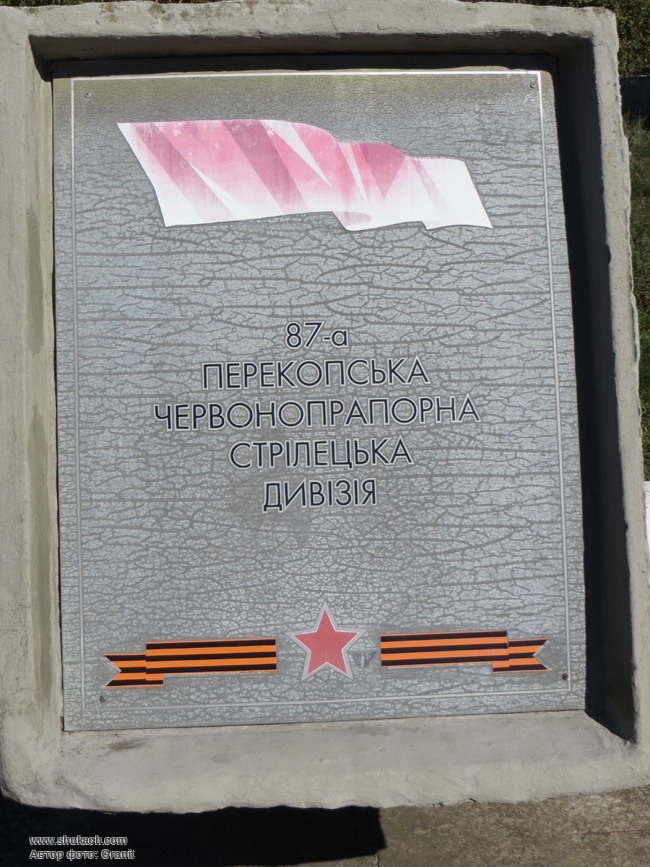 87-а
ПЕРЕКОПСЬКА
ЧЕРВОНОПРАПОРНА
СТРІЛЕЦЬКА
ДИВІЗІЯ
www.shukach.com
Автор фото: Granit